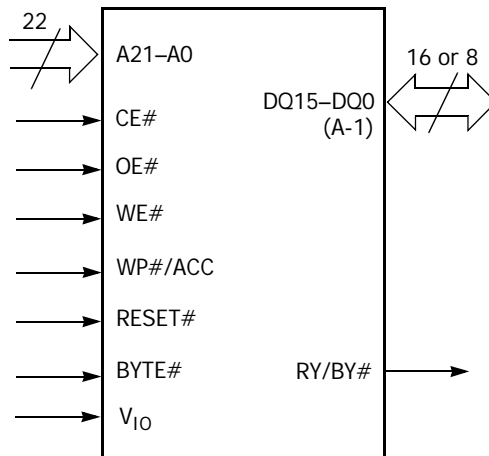 22
A21–A0
16 or 8
DQ15–DQ0
(A-1)
CE#
OE#
WE#
WP#/ACC
RESET#
BYTE#
RY/BY#
VIO